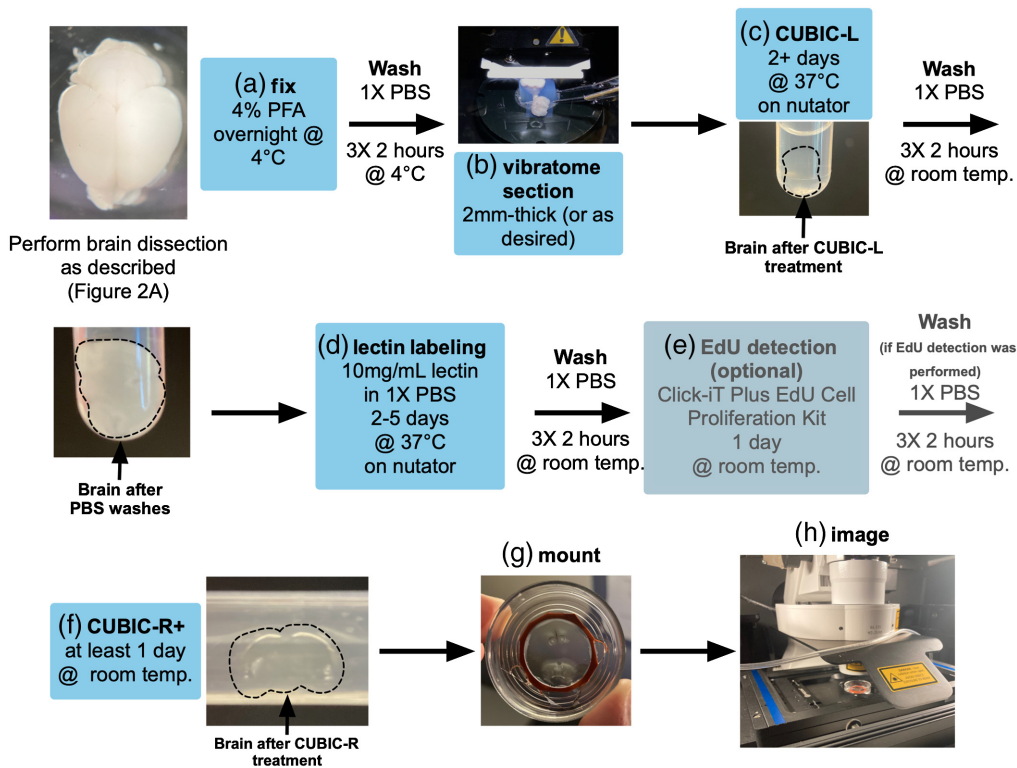 Perform brain dissection
as described
(Figure 2A)
(a) fix
4% PFA
overnight @
4°C
Wash
1X PBS
3X 2 hours
@ 4°C
(b) vibratome
section
2mm-thick (or as
desired)
(c) CUBIC-L
2+ days
@ 37°C
on nutator
Brain after CUBIC-L
treatment
Wash
1X PBS
3X 2 hours
@ room temp.
Brain after
PBS washes
(d) lectin labeling
10mg/mL lectin
in 1X PBS
2-5 days
@ 37°C
on nutator
Wash
1X PBS
3X 2 hours
@ room temp.
(e) EdU detection
(optional)
Click-iT Plus EdU Cell
Proliferation Kit
1 day
@ room temp.
Wash
(if EdU detection was
performed)
1X PBS
3X 2 hours
@ room temp.
(f) CUBIC-R+
at least 1 day
@ room temp.
Brain after CUBIC-R
treatment
(g) mount
(h) image